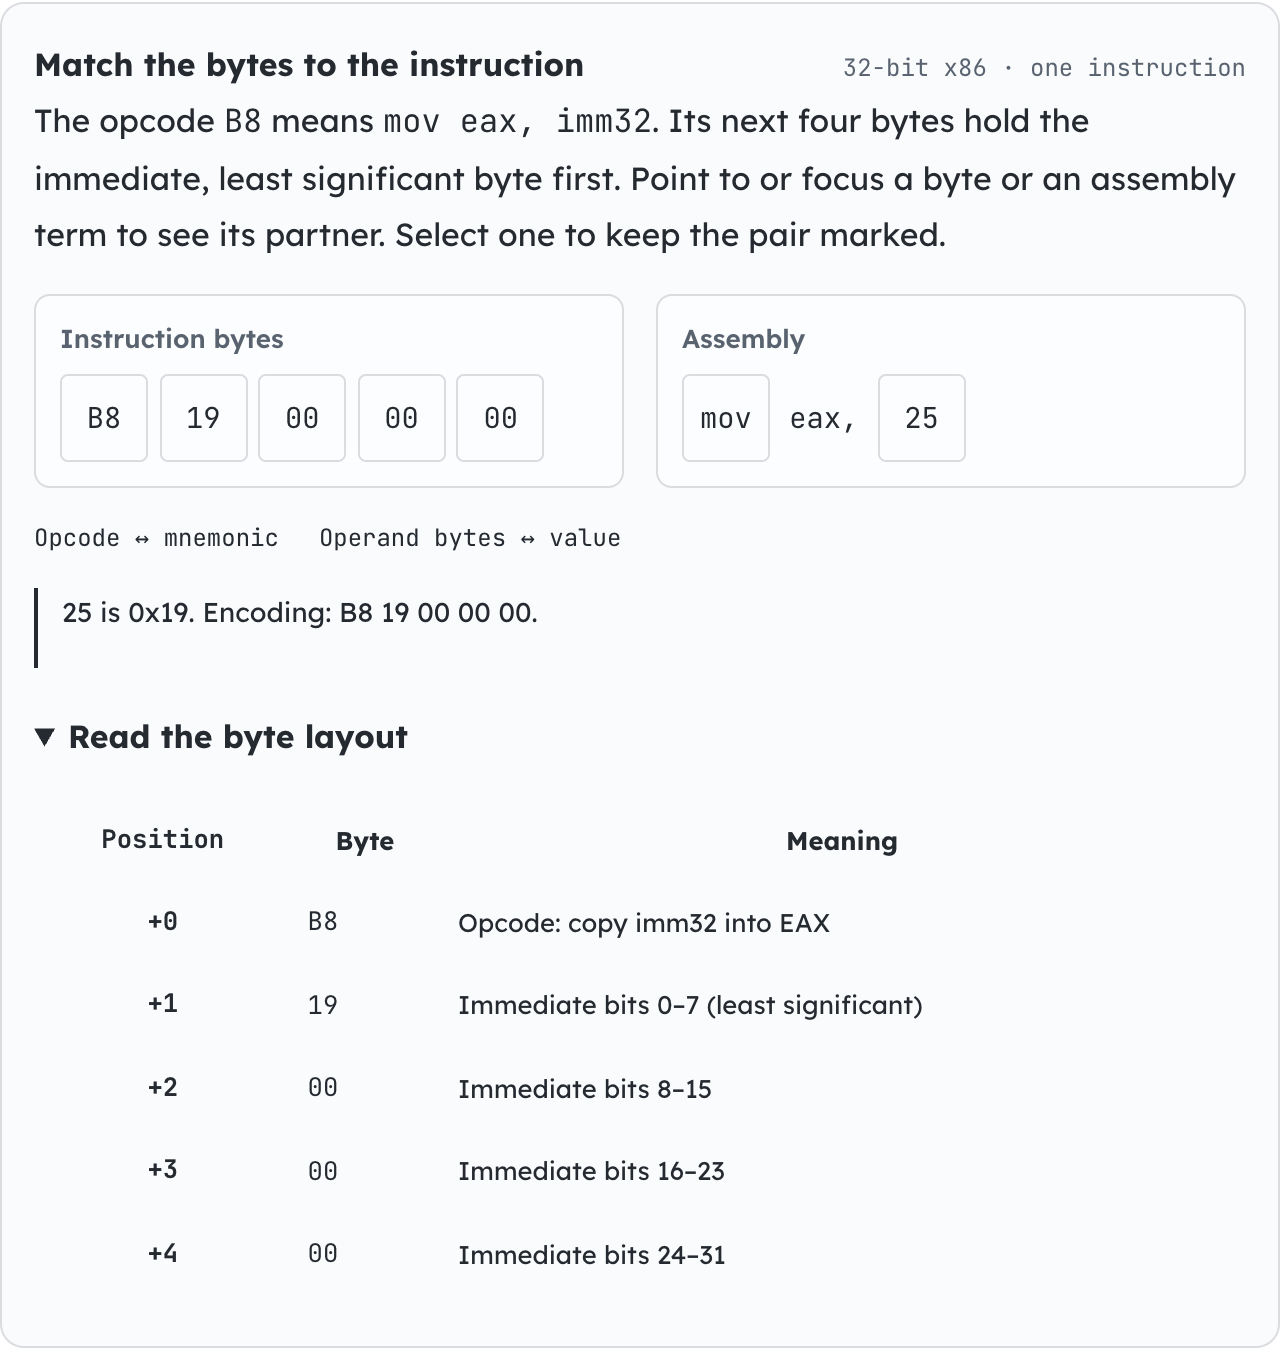 Match the bytes to the instruction
32-bit x86 · one instruction
The opcode B8 means mov eax, imm32. Its next four bytes hold the
immediate, least significant byte first. Point to or focus a byte or an assembly
term to see its partner. Select one to keep the pair marked.
Instruction bytes
B8 19 00 00 00
Assembly
mov eax, 25
Opcode ↔ mnemonic Operand bytes ↔ value
25 is 0x19. Encoding: B8 19 00 00 00.
▼ Read the byte layout
Position Byte Meaning
+0 B8 Opcode: copy imm32 into EAX
+1 19 Immediate bits 0–7 (least significant)
+2 00 Immediate bits 8–15
+3 00 Immediate bits 16–23
+4 00 Immediate bits 24–31